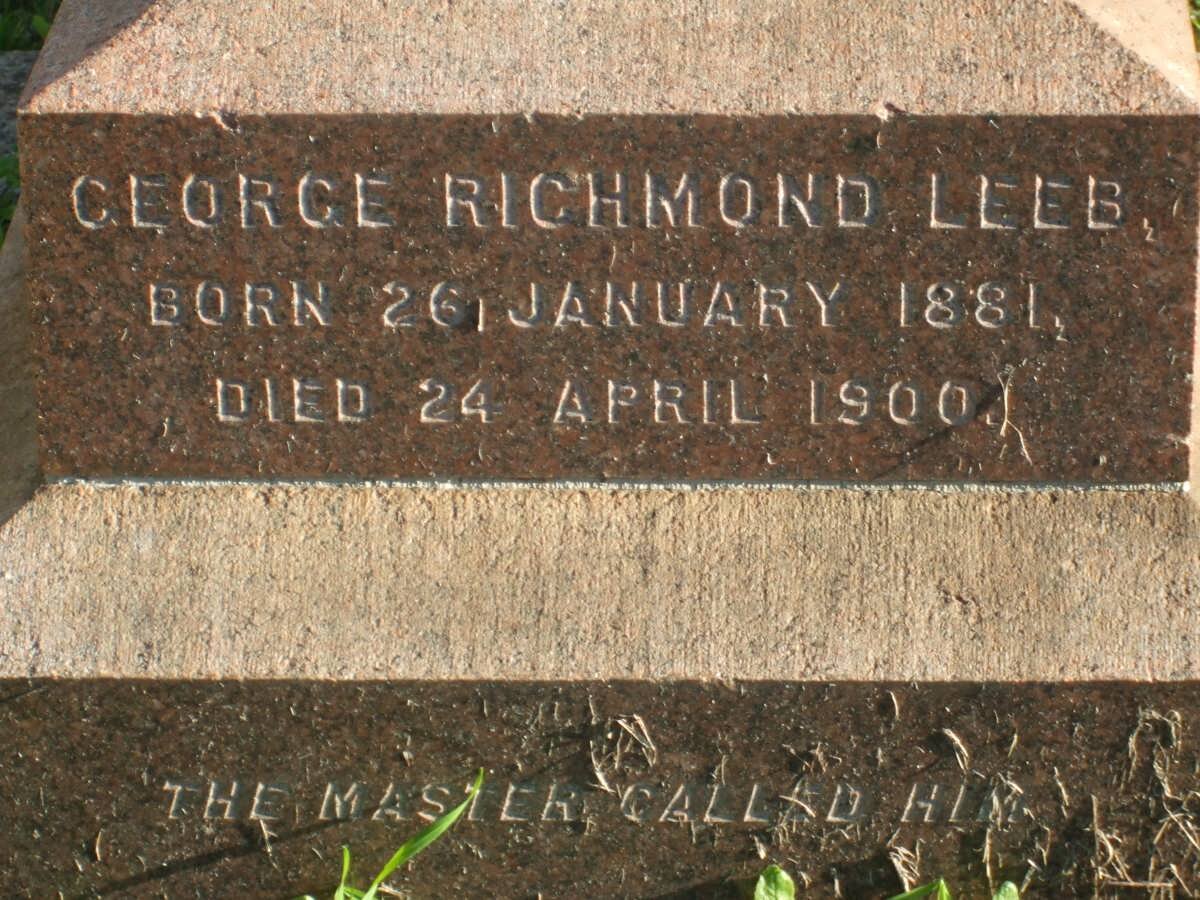 GEORGE RICHMOND LEEB,
BORN 26, JANUARY 1881,
DIED 24 APRIL 1900.
THE MASTER CALLED HIM